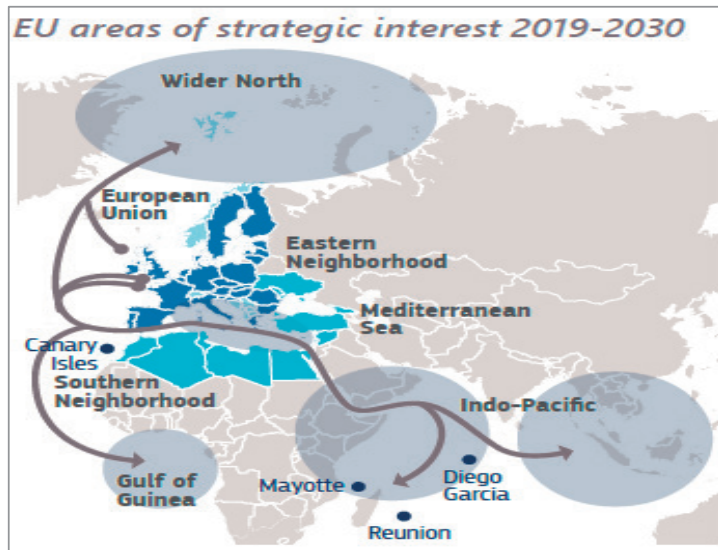 EU areas of strategic interest 2019-2030
Wider North
European
Union
Eastern
Neighborhood
Mediterranean
Sea
Canary
Isles
Southern
Neighborhood
Indo-Pacific
Gulf of
Guinea
Mayotte
Diego
Garcia
Reunion